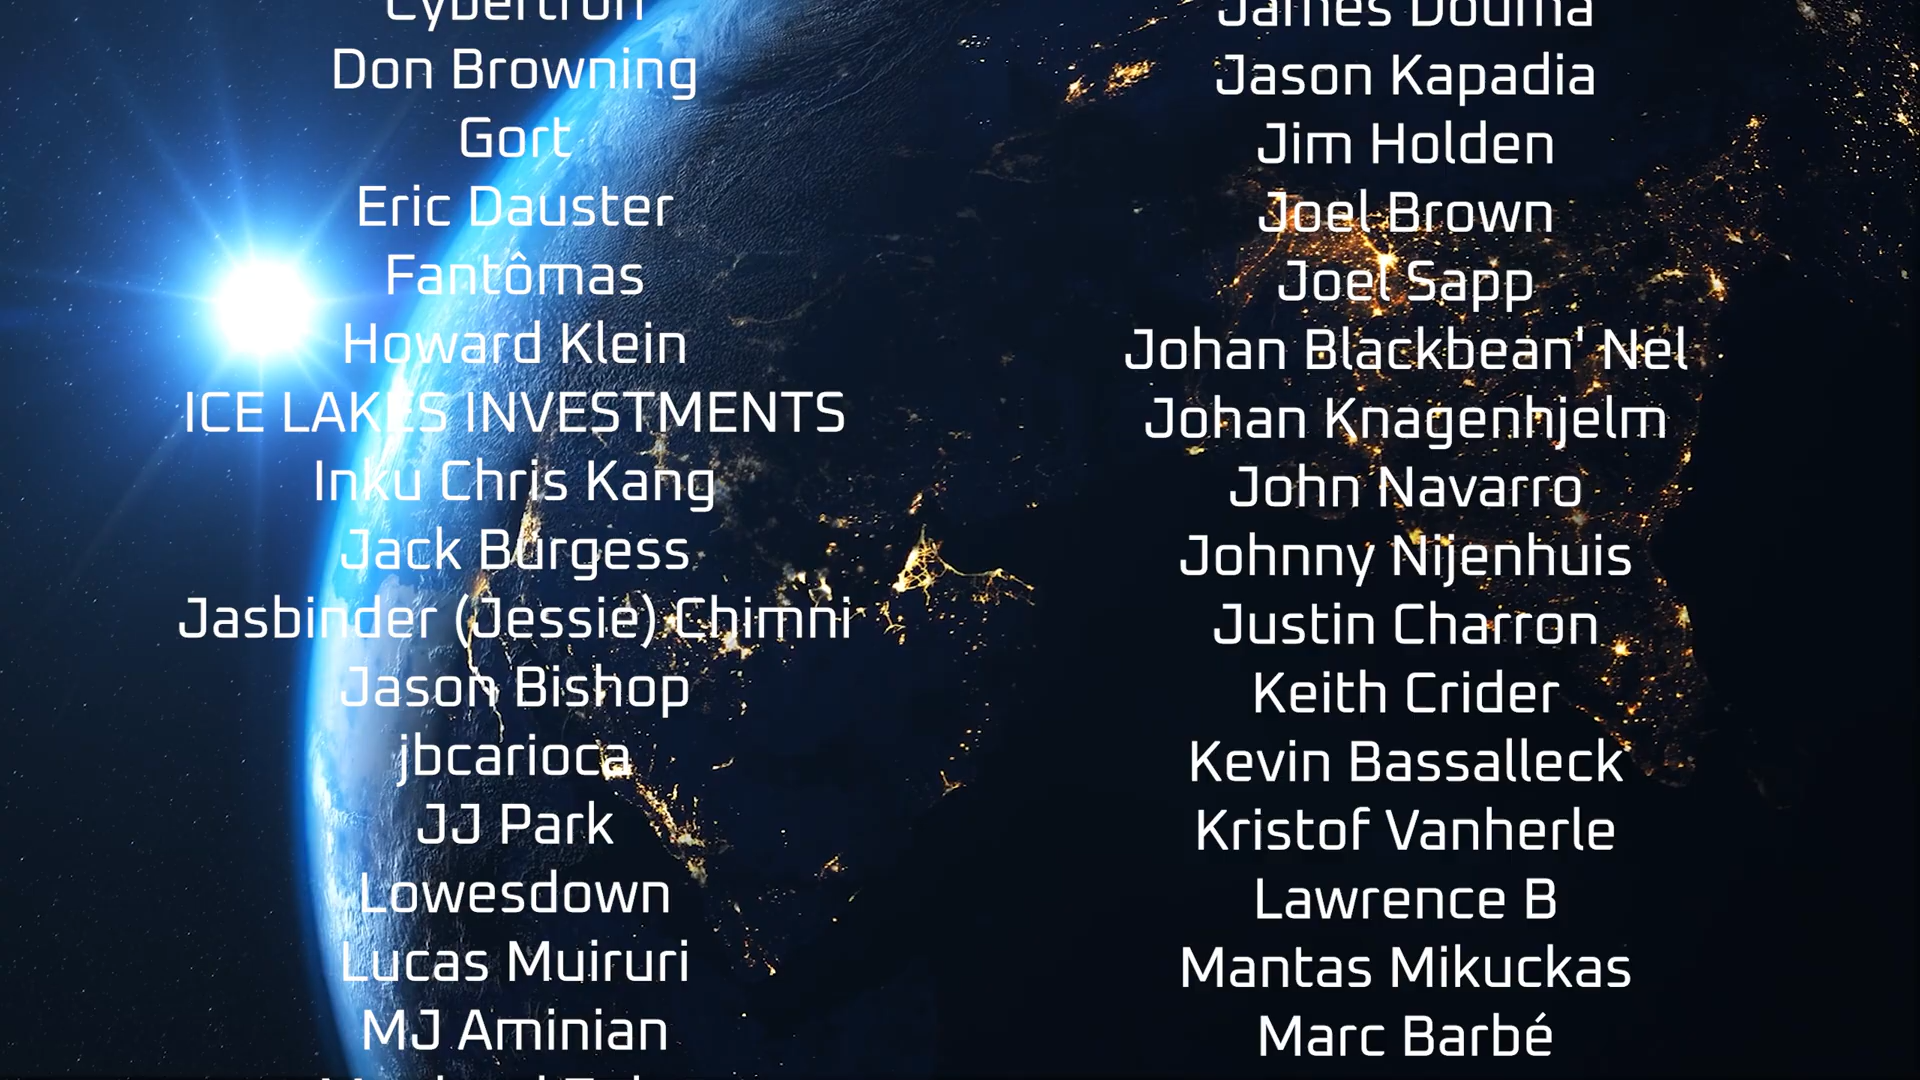 Cybertron
Don Browning
Gort
Eric Dauster
Fantômas
Howard Klein
ICE LAKES INVESTMENTS
Inku Chris Kang
Jack Burgess
Jasbinder (Jessie) Chimni
Jason Bishop
jbcarioca
JJ Park
Lowesdown
Lucas Muiruri
MJ Aminian
James Douma
Jason Kapadia
Jim Holden
Joel Brown
Joel Sapp
Johan Blackbean' Nel
Johan Knagenhjelm
John Navarro
Johnny Nijenhuis
Justin Charron
Keith Crider
Kevin Bassalleck
Kristof Vanherle
Lawrence B
Mantas Mikuckas
Marc Barbé